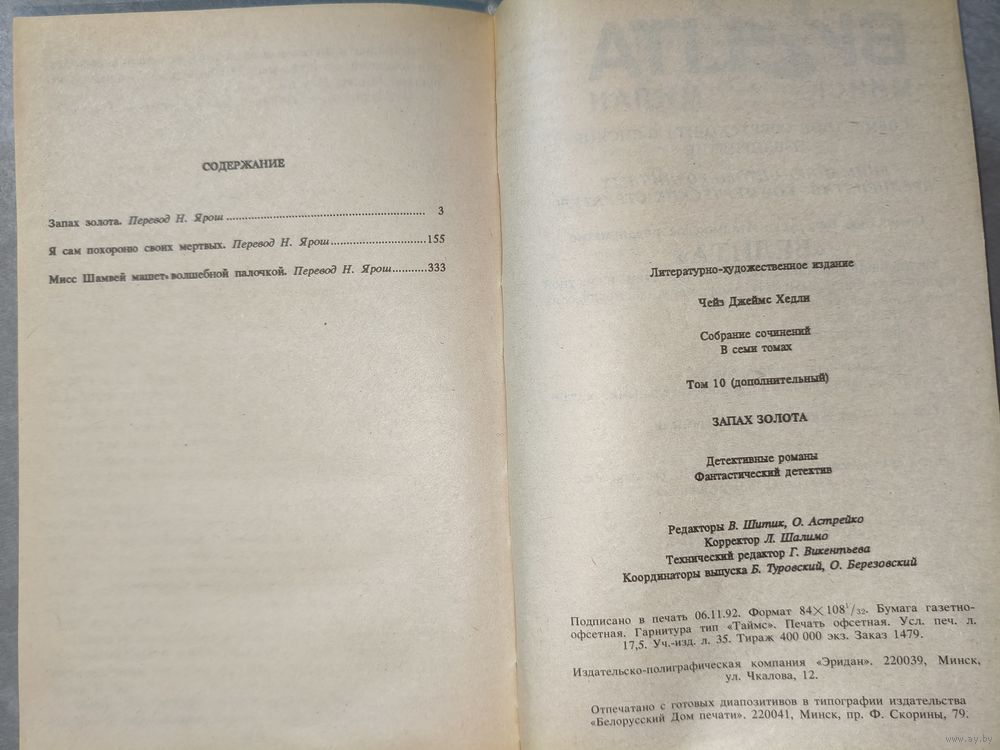 СОДЕРЖАНИЕ
Запах золота. Перевод Н. Ярош .......... 3
Я сам похороню своих мертвых. Перевод Н. Ярош .......... 155
Мисс Шамвей машет волшебной палочкой. Перевод Н. Ярош .......... 333
Литературно-художественное издание
Чейз Джеймс Хедли
Собрание сочинений
В семи томах
Том 10 (дополнительный)
ЗАПАХ ЗОЛОТА
Детективные романы
Фантастический детектив
Редакторы В. Шитик, О. Астрейко
Корректор Л. Шалимо
Технический редактор Г. Викентьева
Координаторы выпуска Б. Туровский, О. Березовский
Подписано в печать 06.11.92. Формат 84×108¹/₃₂. Бумага газетно-
офсетная. Гарнитура тип «Таймс». Печать офсетная. Усл. печ. л.
17,5. Уч.-изд. л. 35. Тираж 400 000 экз. Заказ 1479.
Издательско-полиграфическая компания «Эридан». 220039, Минск,
ул. Чкалова, 12.
Отпечатано с готовых диапозитивов в типографии издательства
«Белорусский Дом печати». 220041, Минск, пр. Ф. Скорины, 79.
www.ay.by